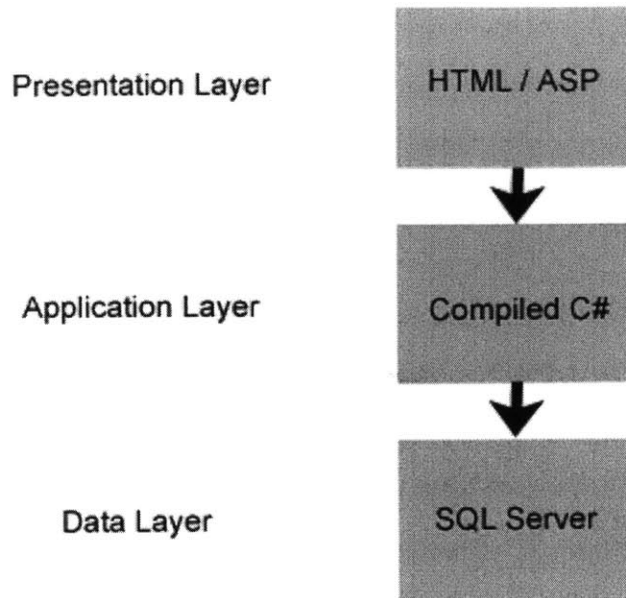 Presentation Layer
HTML / ASP
Application Layer
Compiled C#
Data Layer
SQL Server